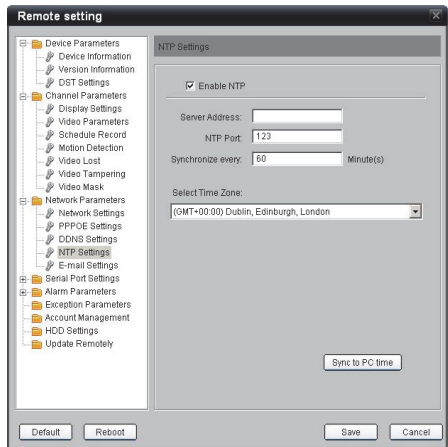 Remote setting
Device Parameters
Device Information
Version Information
DST Settings
Channel Parameters
Display Settings
Video Parameters
Schedule Record
Motion Detection
Video Lost
Video Tampering
Video Mask
Network Parameters
Network Settings
PPPOE Settings
DDNS Settings
NTP Settings
E-mail Settings
Serial Port Settings
Alarm Parameters
Exception Parameters
Account Management
HDD Settings
Update Remotely
NTP Settings
Enable NTP
Server Address:
NTP Port: 123
Synchronize every: 60 Minute(s)
Select Time Zone:
(GMT+00:00) Dublin, Edinburgh, London
Sync to PC time
Default Reboot Save Cancel